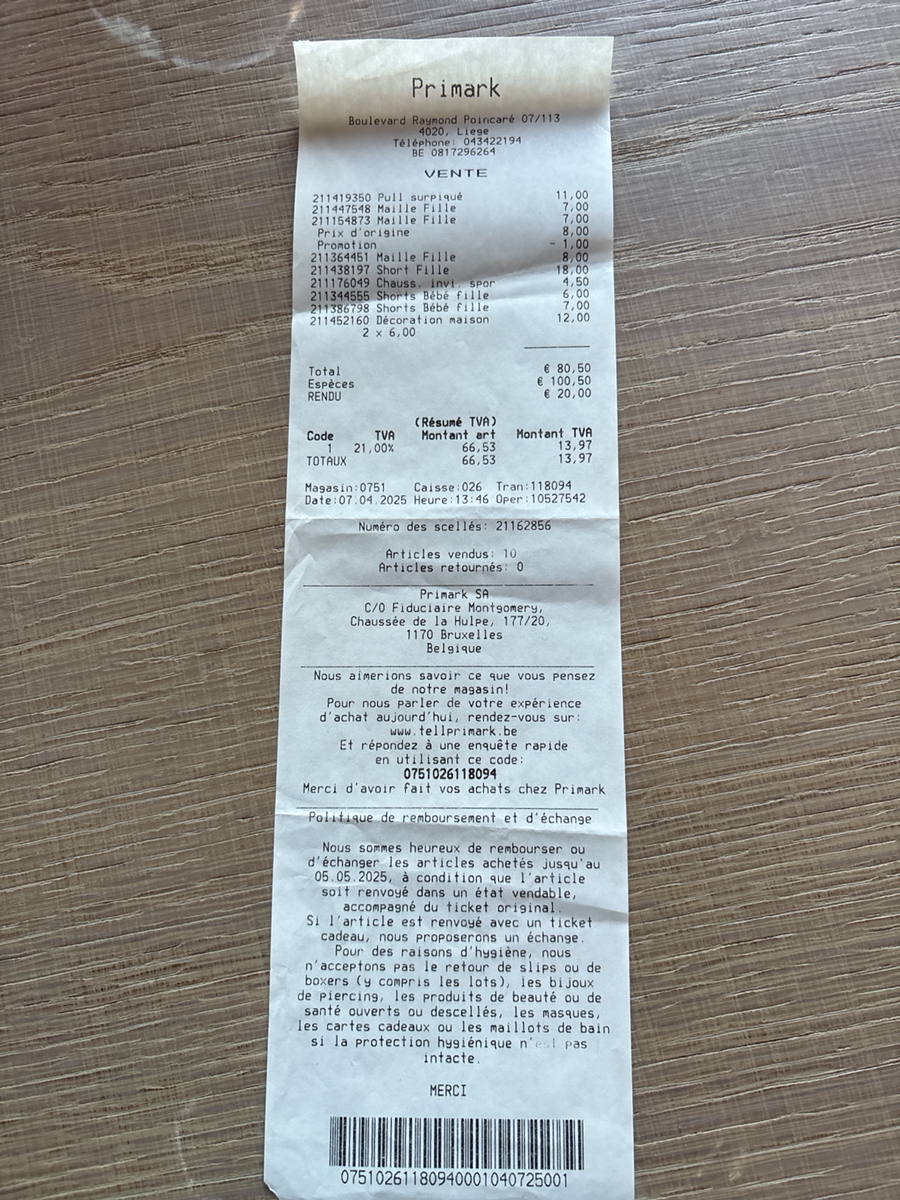 Primark
Boulevard Raymond Poincaré 07/113
4020, Liege
Téléphone: 043422194
BE 0817296264
VENTE
211419350 Pull surpiqué 11,00
211447548 Maille Fille 7,00
211154873 Maille Fille 7,00
Prix d'origine 8,00
Promotion - 1,00
211364451 Maille Fille 8,00
211438197 Short Fille 18,00
211176049 Chauss. invi. spor 4,50
211344555 Shorts Bébé fille 6,00
211386798 Shorts Bébé fille 7,00
211452160 Décoration maison 12,00
2 x 6,00
Total € 80,50
Espèces € 100,50
RENDU € 20,00
(Résumé TVA)
Code TVA Montant art Montant TVA
1 21,00% 66,53 13,97
TOTAUX 66,53 13,97
Magasin:0751 Caisse:026 Tran:118094
Date:07.04.2025 Heure:13:46 Oper:10527542
Numéro des scellés: 21162856
Articles vendus: 10
Articles retournés: 0
Primark SA
C/O Fiduciaire Montgomery,
Chaussée de la Hulpe, 177/20,
1170 Bruxelles
Belgique
Nous aimerions savoir ce que vous pensez
de notre magasin!
Pour nous parler de votre expérience
d'achat aujourd'hui, rendez-vous sur:
www.tellprimark.be
Et répondez à une enquête rapide
en utilisant ce code:
0751026118094
Merci d'avoir fait vos achats chez Primark
Politique de remboursement et d'échange
Nous sommes heureux de rembourser ou
d'échanger les articles achetés jusqu'au
05.05.2025, à condition que l'article
soit renvoyé dans un état vendable,
accompagné du ticket original.
Si l'article est renvoyé avec un ticket
cadeau, nous proposerons un échange.
Pour des raisons d'hygiène, nous
n'acceptons pas le retour de slips ou de
boxers (y compris les lots), les bijoux
de piercing, les produits de beauté ou de
santé ouverts ou descellés, les masques,
les cartes cadeaux ou les maillots de bain
si la protection hygiénique n'est pas
intacte.
MERCI
07510261180940001040725001